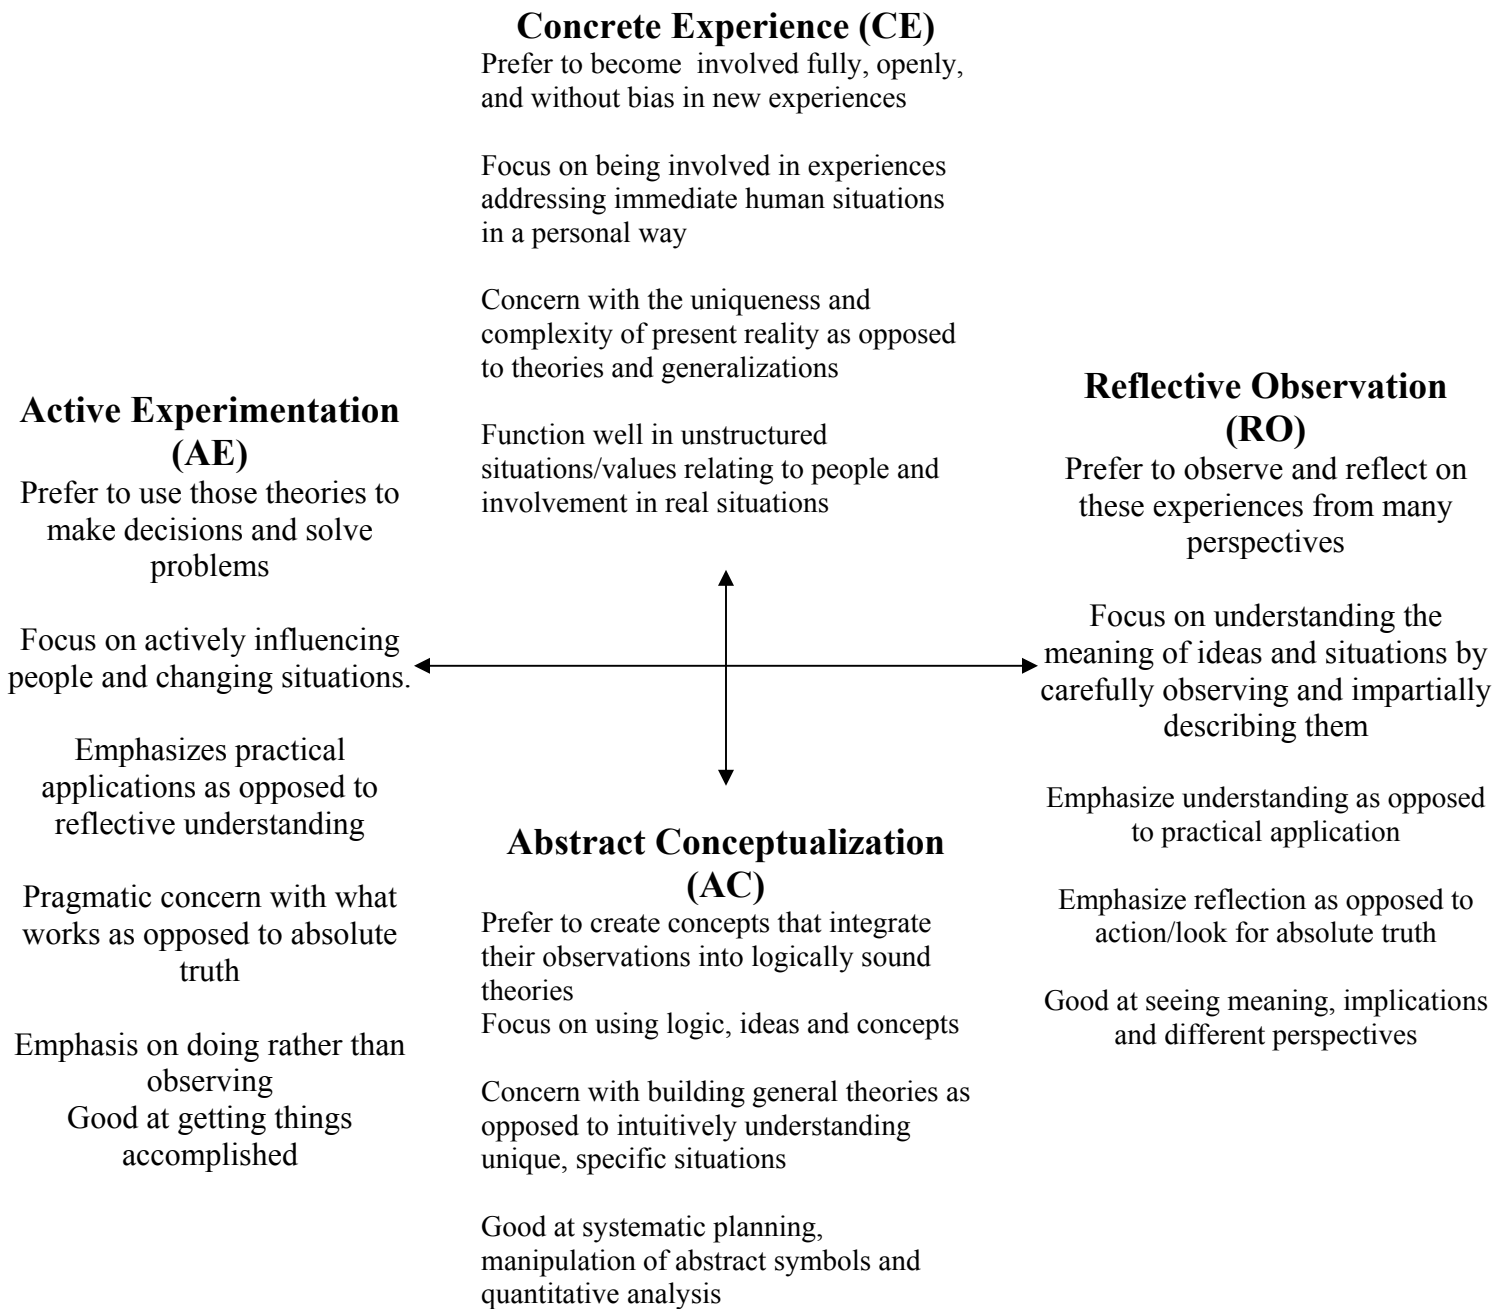 Concrete Experience (CE)
Prefer to become  involved fully, openly,
and without bias in new experiences
Focus on being involved in experiences
addressing immediate human situations
in a personal way
Concern with the uniqueness and
complexity of present reality as opposed
to theories and generalizations
Function well in unstructured
situations/values relating to people and
involvement in real situations
Active Experimentation
(AE)
Prefer to use those theories to
make decisions and solve
problems
Focus on actively influencing
people and changing situations.
Emphasizes practical
applications as opposed to
reflective understanding
Pragmatic concern with what
works as opposed to absolute
truth
Emphasis on doing rather than
observing
Good at getting things
accomplished
Reflective Observation
(RO)
Prefer to observe and reflect on
these experiences from many
perspectives
Focus on understanding the
meaning of ideas and situations by
carefully observing and impartially
describing them
Emphasize understanding as opposed
to practical application
Emphasize reflection as opposed to
action/look for absolute truth
Good at seeing meaning, implications
and different perspectives
Abstract Conceptualization
(AC)
Prefer to create concepts that integrate
their observations into logically sound
theories
Focus on using logic, ideas and concepts
Concern with building general theories as
opposed to intuitively understanding
unique, specific situations
Good at systematic planning,
manipulation of abstract symbols and
quantitative analysis